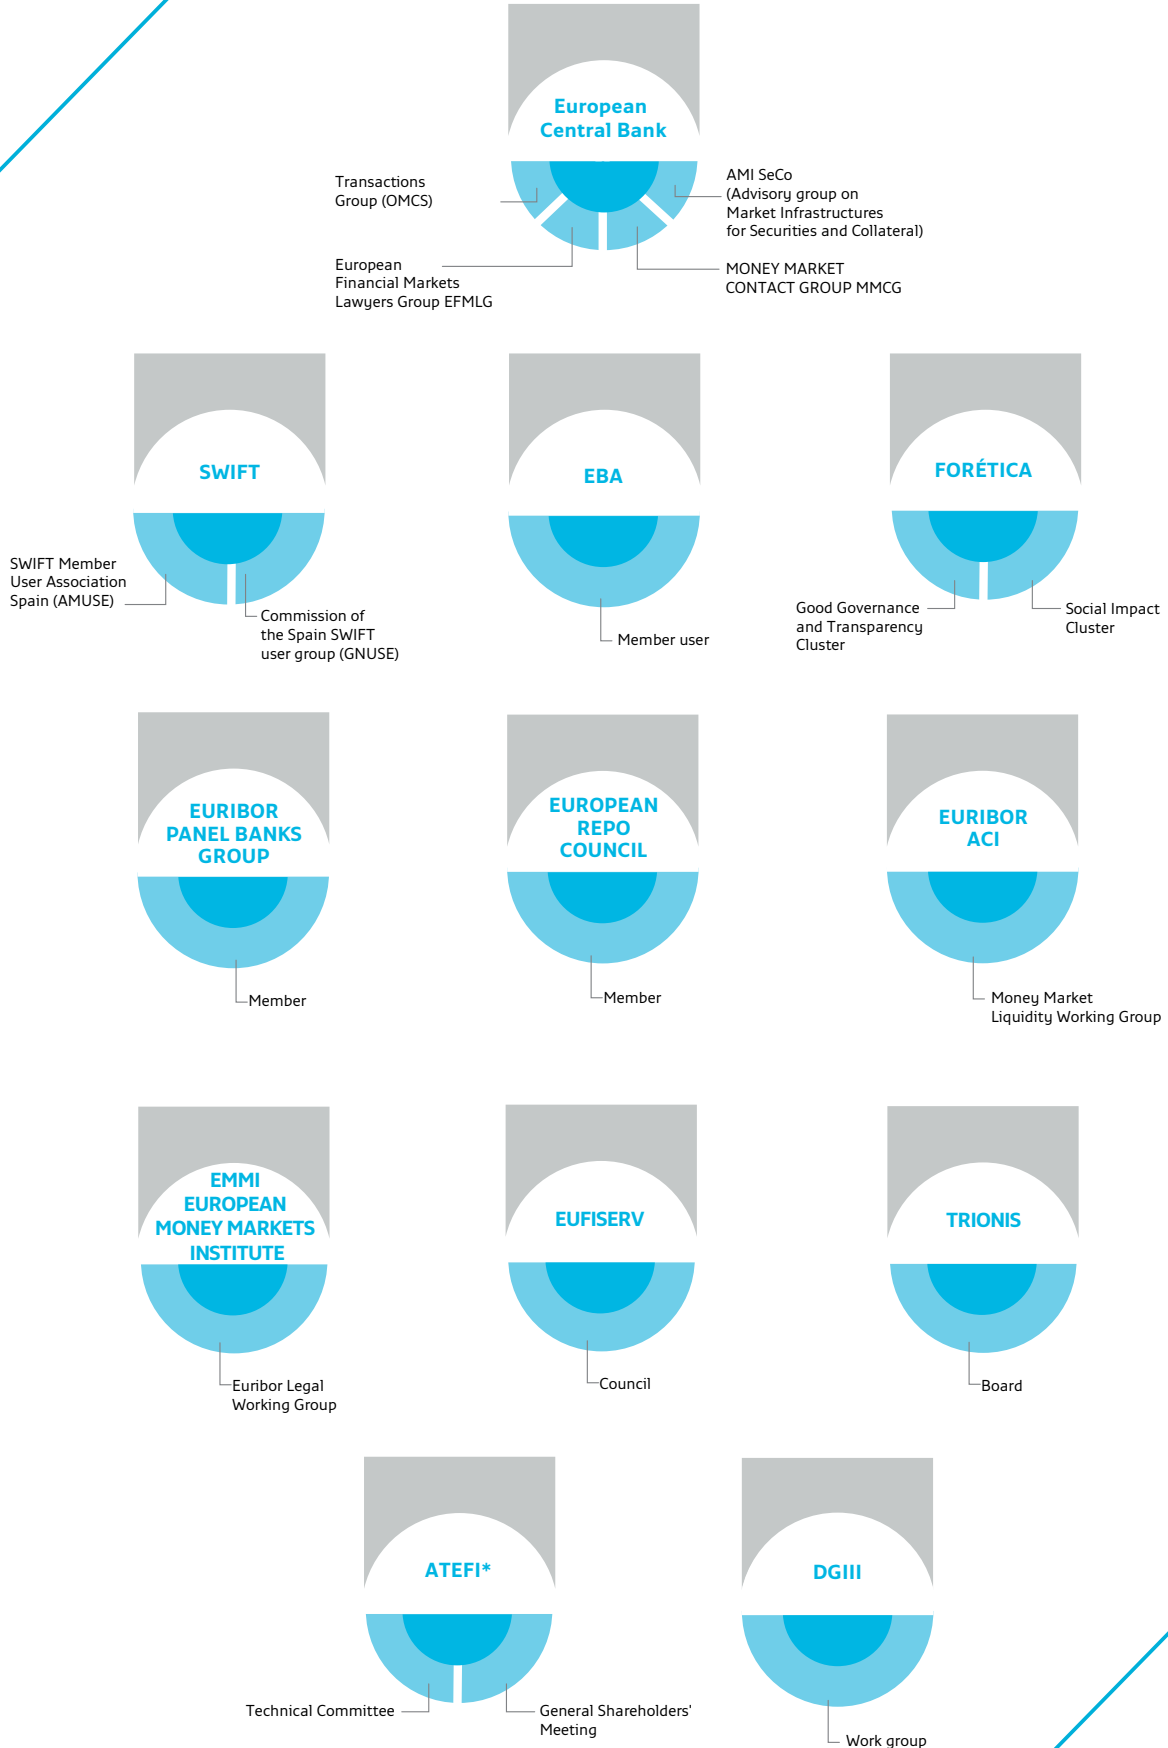 European
Central Bank
Transactions
Group (OMCS)
AMI SeCo
(Advisory group on
Market Infrastructures
for Securities and Collateral)
European
Financial Markets
Lawyers Group EFMLG
MONEY MARKET
CONTACT GROUP MMCG
SWIFT
SWIFT Member
User Association
Spain (AMUSE)
Commission of
the Spain SWIFT
user group (GNUSE)
EBA
Member user
FORÉTICA
Good Governance
and Transparency
Cluster
Social Impact
Cluster
EURIBOR
PANEL BANKS
GROUP
Member
EUROPEAN
REPO
COUNCIL
Member
EURIBOR
ACI
Money Market
Liquidity Working Group
EMMI
EUROPEAN
MONEY MARKETS
INSTITUTE
Euribor Legal
Working Group
EUFISERV
Council
TRIONIS
Board
ATEFI*
Technical Committee
General Shareholders'
Meeting
DGIII
Work group